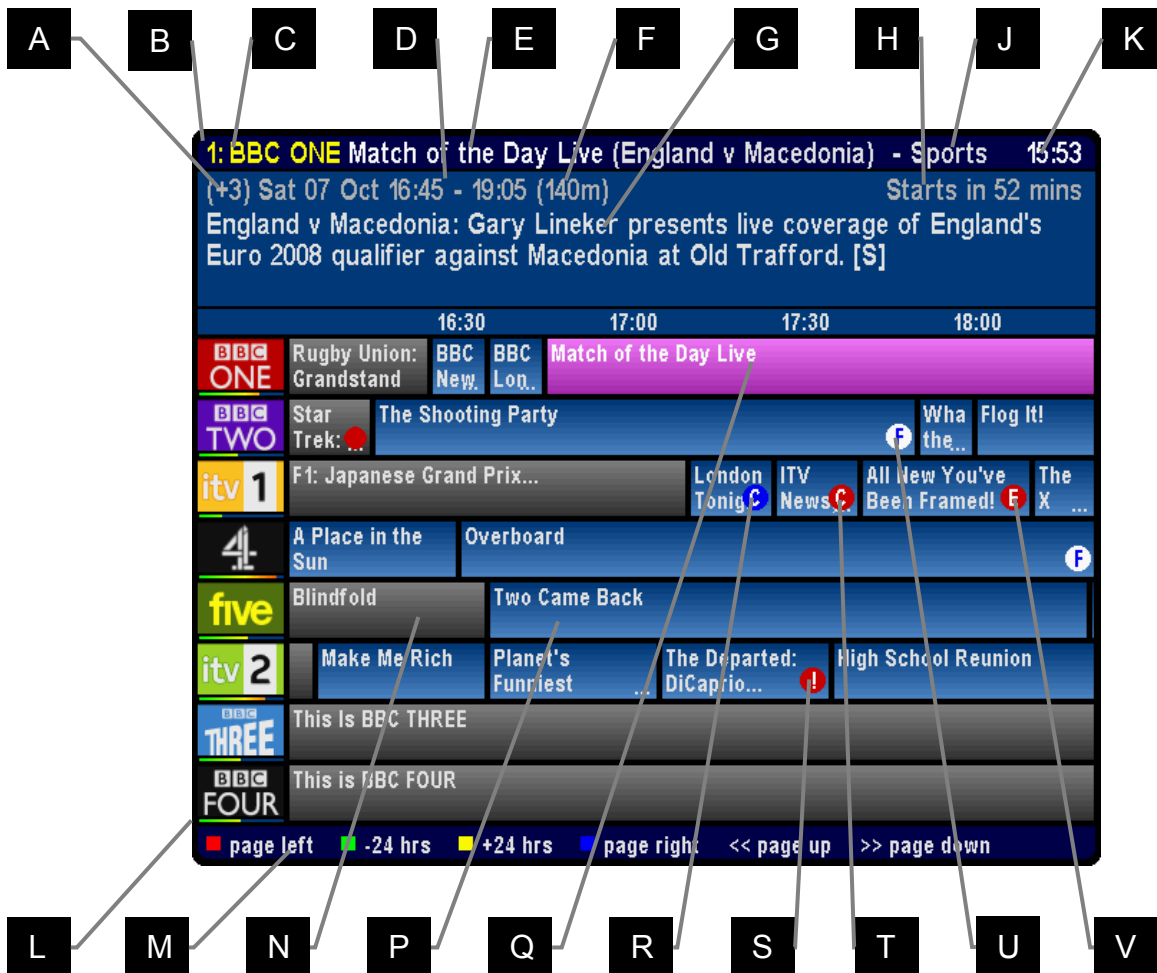 A B C D E F G H J K
1: BBC ONE Match of the Day Live (England v Macedonia) - Sports 15:53
(+3) Sat 07 Oct 16:45 - 19:05 (140m) Starts in 52 mins
England v Macedonia: Gary Lineker presents live coverage of England's
Euro 2008 qualifier against Macedonia at Old Trafford. [S]
16:30 17:00 17:30 18:00
BBC ONE
Rugby Union:
Grandstand
BBC
New..
BBC
Lon..
Match of the Day Live
BBC TWO
Star
Trek: ...
The Shooting Party
F
Wha
the...
Flog It!
itv 1
F1: Japanese Grand Prix...
London
Tonig
C
ITV
News
C
All New You've
Been Framed!
E
The
X ...
4
A Place in the
Sun
Overboard
F
five
Blindfold
Two Came Back
itv 2
Make Me Rich
Planet's
Funniest ...
The Departed:
DiCaprio...
!
High School Reunion
BBC THREE
This Is BBC THREE
BBC FOUR
This is BBC FOUR
page left -24 hrs +24 hrs page right << page up >> page down
L M N P Q R S T U V